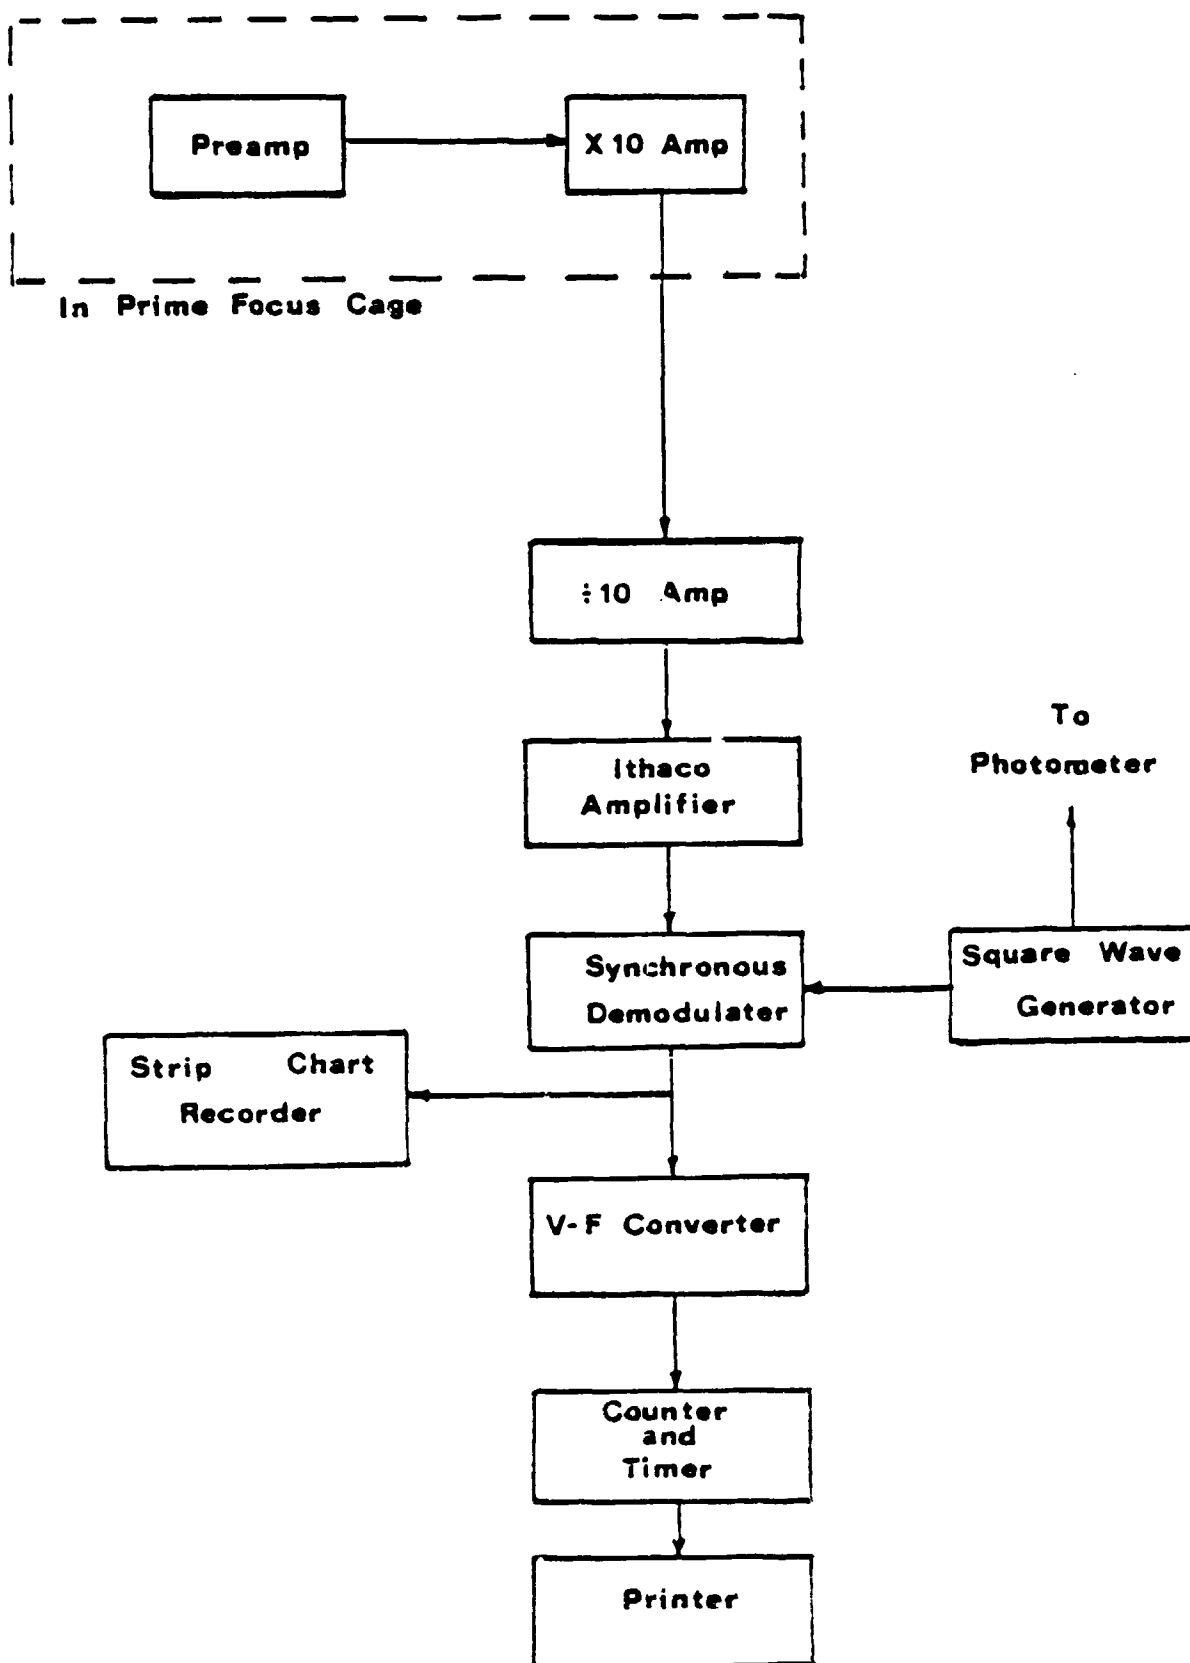 Preamp
X10 Amp
In Prime Focus Cage
÷10 Amp
Ithaco
Amplifier
To
Photometer
Synchronous
Demodulater
Square Wave
Generator
Strip Chart
Recorder
V-F Converter
Counter
and
Timer
Printer